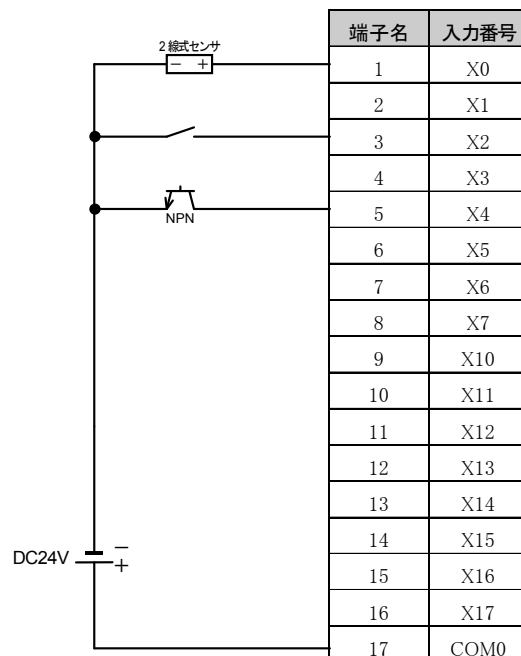 2線式センサ
− +
NPN
DC24V
−
+
端子名 入力番号
1 X0
2 X1
3 X2
4 X3
5 X4
6 X5
7 X6
8 X7
9 X10
10 X11
11 X12
12 X13
13 X14
14 X15
15 X16
16 X17
17 COM0